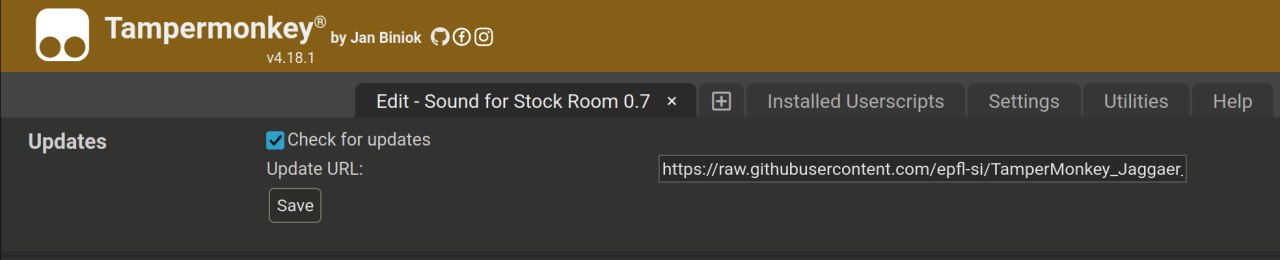 Tampermonkey® by Jan Biniok
v4.18.1
Edit - Sound for Stock Room 0.7 × Installed Userscripts Settings Utilities Help
Updates Check for updates
Update URL: https://raw.githubusercontent.com/epfl-si/TamperMonkey_Jaggaer.
Save